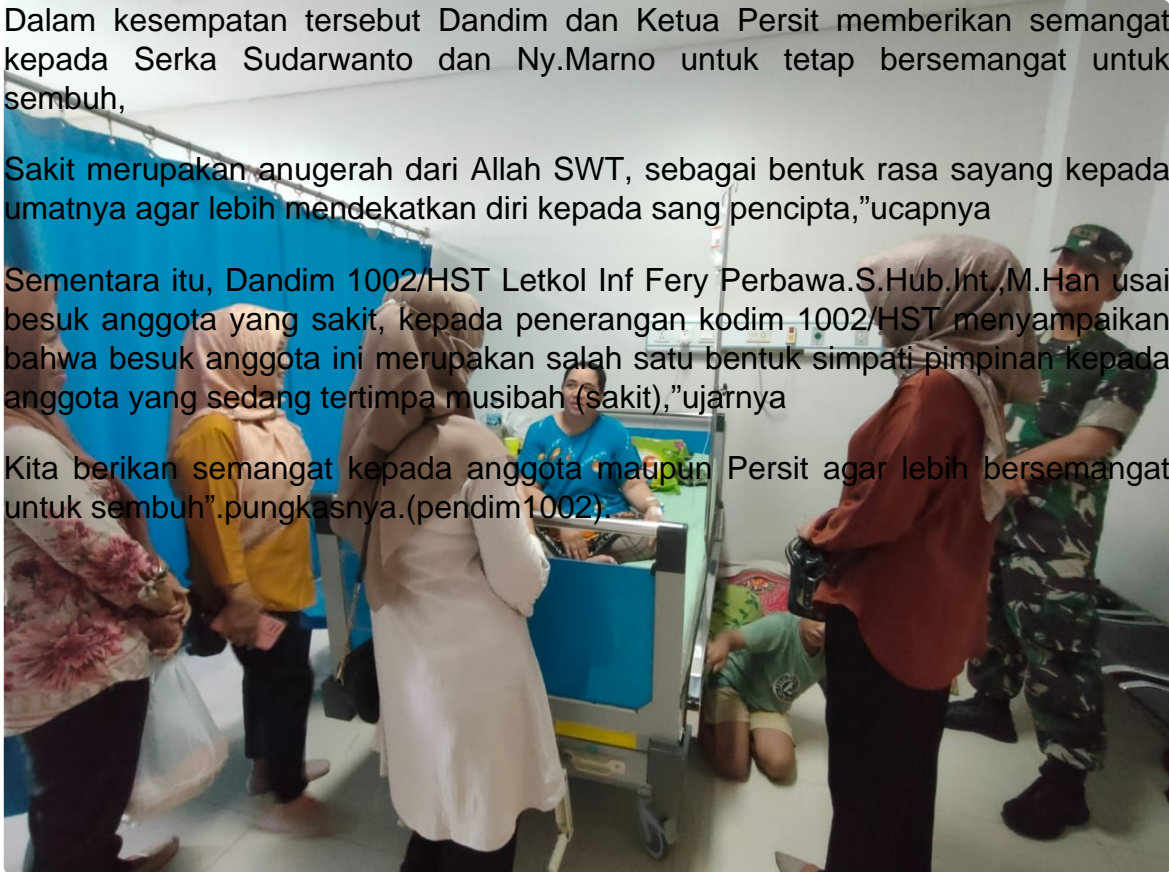 Dalam kesempatan tersebut Dandim dan Ketua Persit memberikan semangat
kepada Serka Sudarwanto dan Ny.Marno untuk tetap bersemangat untuk
sembuh,
Sakit merupakan anugerah dari Allah SWT, sebagai bentuk rasa sayang kepada
umatnya agar lebih mendekatkan diri kepada sang pencipta,”ucapnya
Sementara itu, Dandim 1002/HST Letkol Inf Fery Perbawa.S.Hub.Int.,M.Han usai
besuk anggota yang sakit, kepada penerangan kodim 1002/HST menyampaikan
bahwa besuk anggota ini merupakan salah satu bentuk simpati pimpinan kepada
anggota yang sedang tertimpa musibah (sakit),”ujarnya
Kita berikan semangat kepada anggota maupun Persit agar lebih bersemangat
untuk sembuh”.pungkasnya.(pendim1002).